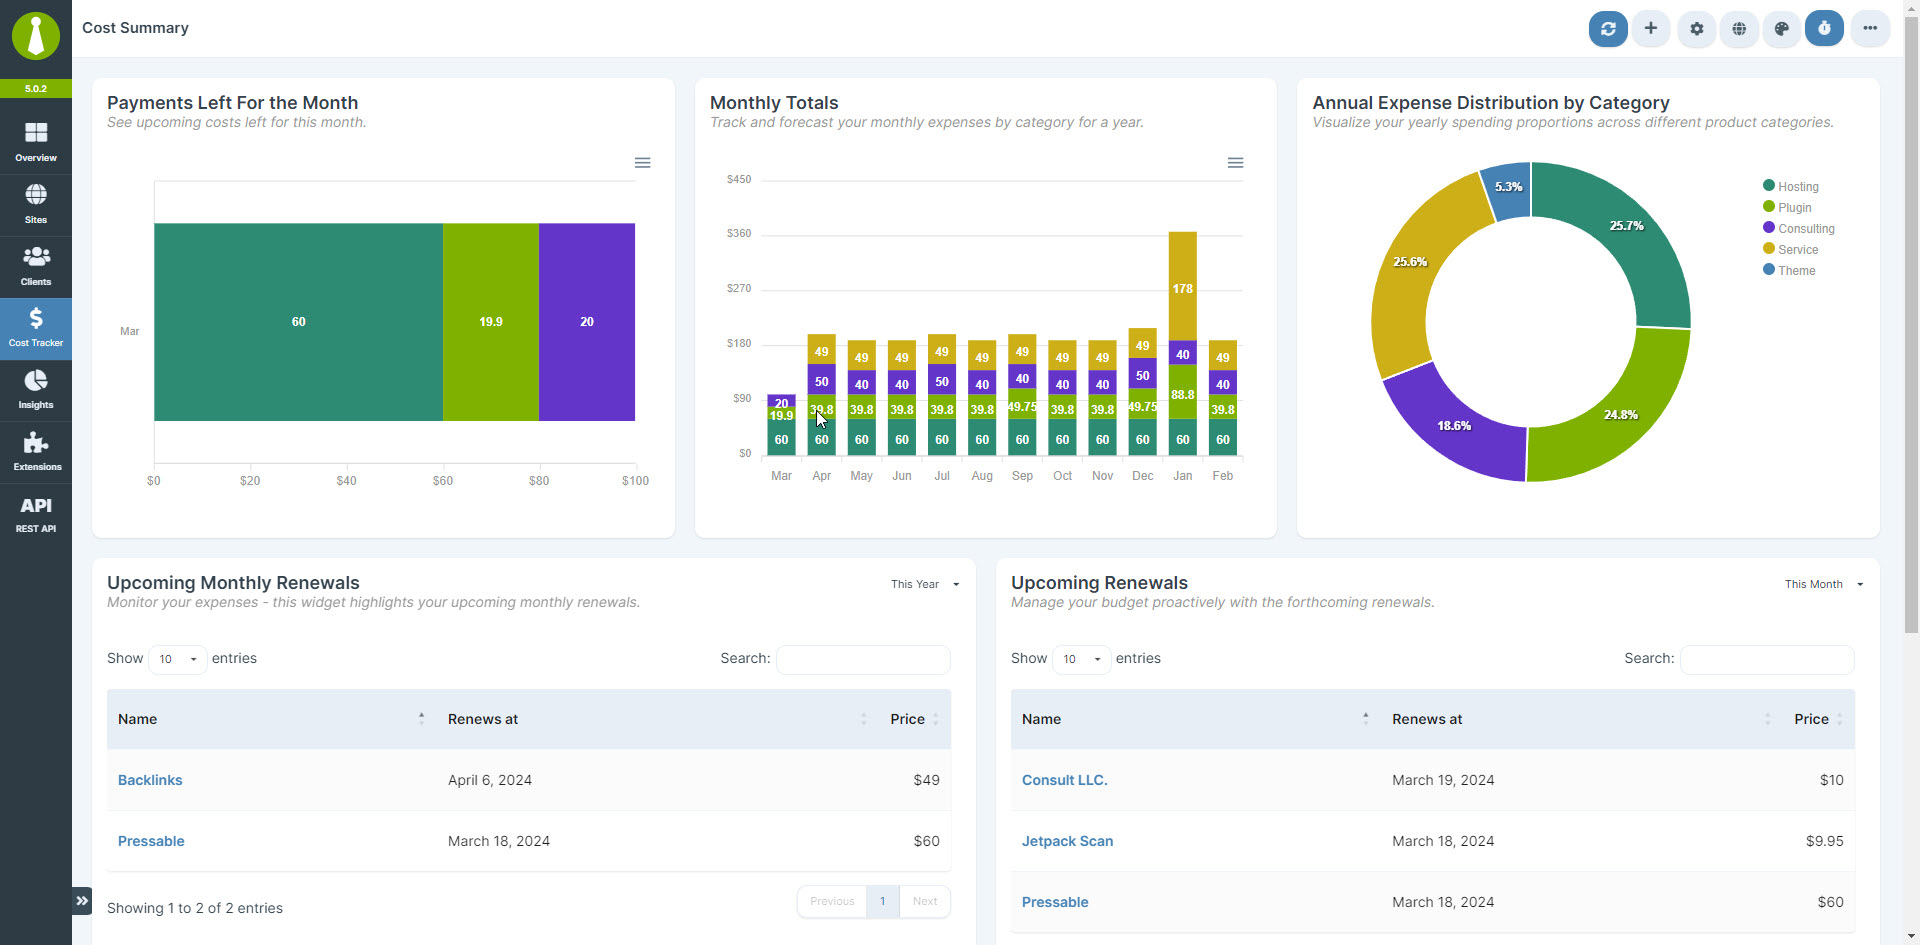 Cost Summary
5.0.2
Overview
Sites
Clients
Cost Tracker
Insights
Extensions
API
REST API
Payments Left For the Month
See upcoming costs left for this month.
Mar
60
19.9
20
$0
$20
$40
$60
$80
$100
Monthly Totals
Track and forecast your monthly expenses by category for a year.
$450
$360
$270
$180
$90
$0
178
49 49 49 49 49 49 49 49 49 49
20 50 40 40 50 40 40 40 40 50 40 40
19.9 39.8 39.8 39.8 39.8 39.8 49.75 39.8 39.8 49.75 88.8 39.8
60 60 60 60 60 60 60 60 60 60 60 60
Mar Apr May Jun Jul Aug Sep Oct Nov Dec Jan Feb
Annual Expense Distribution by Category
Visualize your yearly spending proportions across different product categories.
5.3%
25.7%
25.6%
24.8%
18.6%
Hosting
Plugin
Consulting
Service
Theme
Upcoming Monthly Renewals
This Year
Monitor your expenses - this widget highlights your upcoming monthly renewals.
Show 10 entries
Search:
Name Renews at Price
Backlinks April 6, 2024 $49
Pressable March 18, 2024 $60
Showing 1 to 2 of 2 entries
Previous 1 Next
Upcoming Renewals
This Month
Manage your budget proactively with the forthcoming renewals.
Show 10 entries
Search:
Name Renews at Price
Consult LLC. March 19, 2024 $10
Jetpack Scan March 18, 2024 $9.95
Pressable March 18, 2024 $60